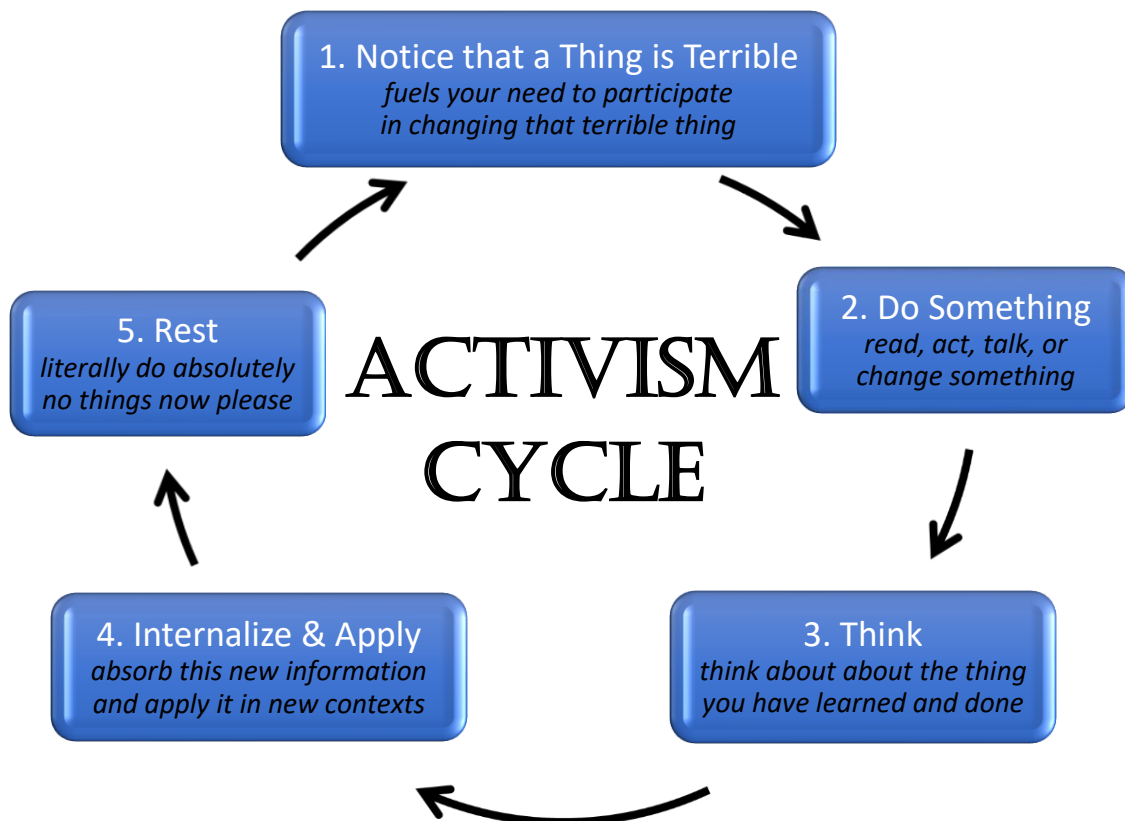 1. Notice that a Thing is Terrible
fuels your need to participate
in changing that terrible thing
2. Do Something
read, act, talk, or
change something
3. Think
think about about the thing
you have learned and done
4. Internalize & Apply
absorb this new information
and apply it in new contexts
5. Rest
literally do absolutely
no things now please
ACTIVISM
CYCLE